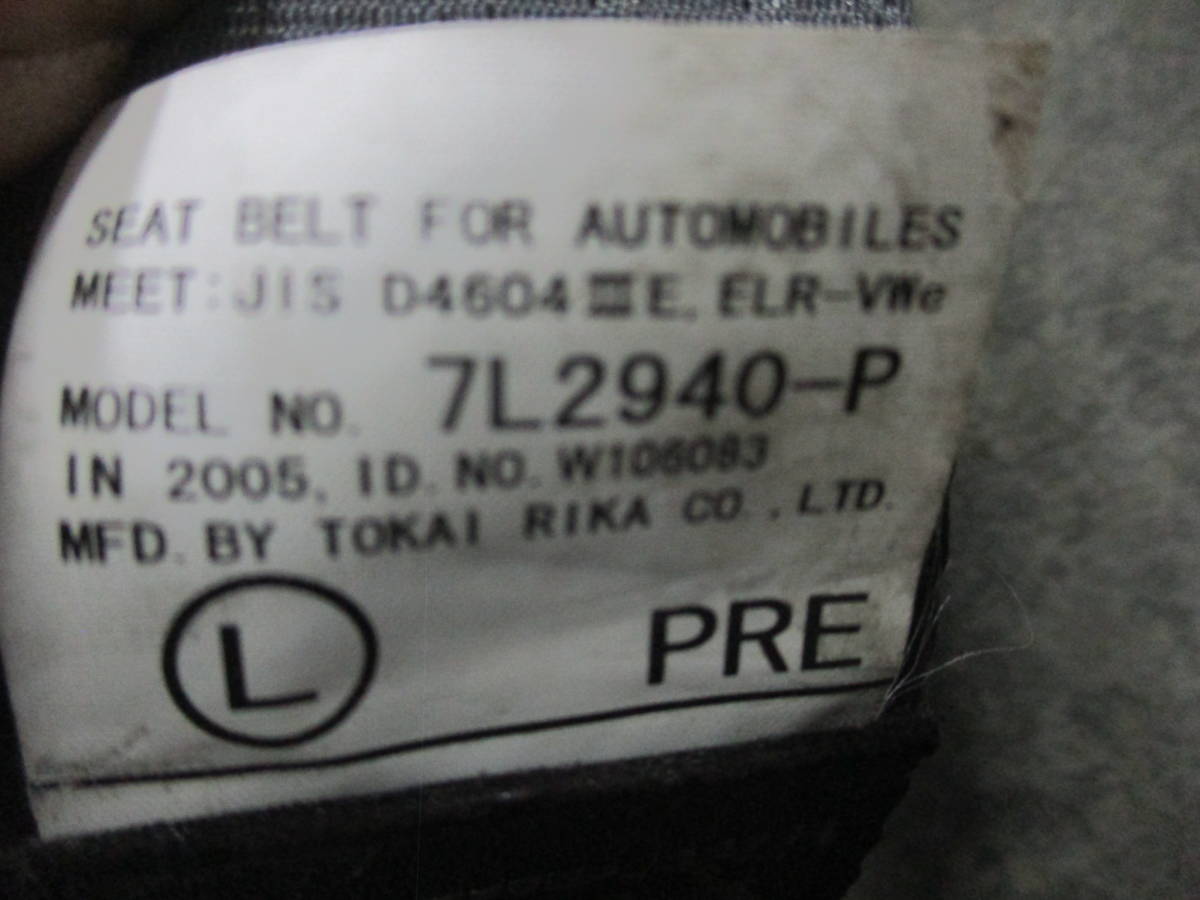 SEAT BELT FOR AUTOMOBILES
MEET:JIS D4604ⅢE, ELR-VWe
MODEL NO. 7L2940-P
IN 2005, ID.NO.W106083
MFD.BY TOKAI RIKA CO.,LTD.
L PRE